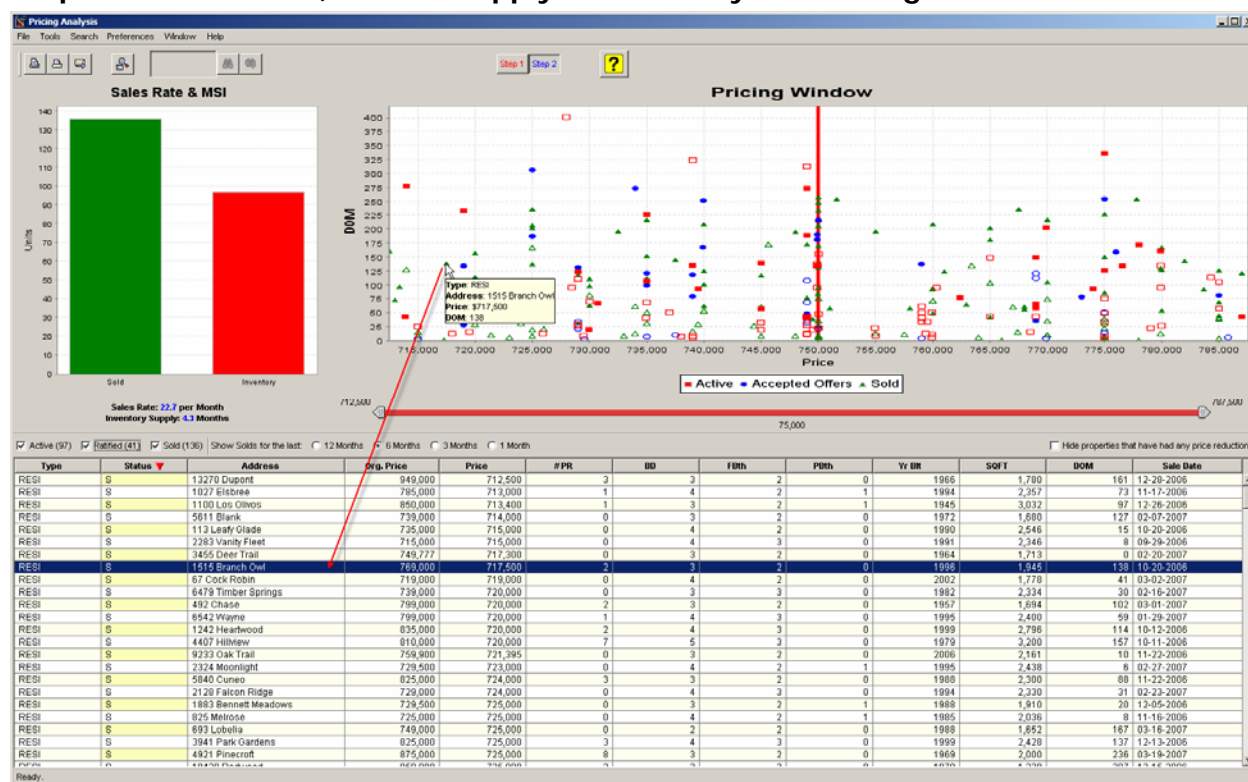 Pricing Analysis
File Tools Search Preferences Window Help
Step 1 Step 2 ?
Sales Rate & MSI
Units
140
130
120
110
100
90
80
70
60
50
40
30
20
10
0
Sold Inventory
Sales Rate: 22.7 per Month
Inventory Supply: 4.3 Months
Pricing Window
DOM
400
375
350
325
300
275
250
225
200
175
150
125
100
75
50
25
0
715,000 720,000 725,000 730,000 735,000 740,000 745,000 750,000 755,000 760,000 765,000 770,000 775,000 780,000 785,000
Price
Type: RESI
Address: 1515 Branch Owl
Price: $717,500
DOM: 138
Active Accepted Offers Sold
712,500 787,500
75,000
Active (97) Ratified (41) Sold (136) Show Solds for the last: 12 Months 6 Months 3 Months 1 Month Hide properties that have had any price reduction
Type Status Address Org. Price Price #PR BD FBth PBth Yr Blt SQFT DOM Sale Date
RESI S 13270 Dupont 949,000 712,500 3 3 2 0 1966 1,780 161 12-28-2006
RESI S 1027 Elsbree 785,000 713,000 1 4 2 1 1994 2,357 73 11-17-2006
RESI S 1100 Los Olivos 850,000 713,400 1 3 2 1 1945 3,032 97 12-26-2006
RESI S 5611 Blank 739,000 714,000 0 3 2 0 1972 1,680 127 02-07-2007
RESI S 113 Leafy Glade 735,000 715,000 0 4 2 0 1990 2,546 15 10-20-2006
RESI S 2283 Vanity Fleet 715,000 715,000 0 4 3 0 1991 2,346 8 09-29-2006
RESI S 3455 Deer Trail 749,777 717,300 0 3 2 0 1964 1,713 0 02-20-2007
RESI S 1515 Branch Owl 769,000 717,500 2 3 2 0 1996 1,945 138 10-20-2006
RESI S 67 Cock Robin 719,000 719,000 0 4 2 0 2002 1,778 41 03-02-2007
RESI S 6479 Timber Springs 739,000 720,000 0 3 3 0 1982 2,334 30 02-16-2007
RESI S 492 Chase 799,000 720,000 2 3 2 0 1957 1,694 102 03-01-2007
RESI S 6542 Wayne 799,000 720,000 1 4 3 0 1995 2,400 59 01-29-2007
RESI S 1242 Heartwood 835,000 720,000 2 4 3 0 1999 2,796 114 10-12-2006
RESI S 4407 Hillview 810,000 720,000 7 5 3 0 1979 3,200 157 10-11-2006
RESI S 9233 Oak Trail 759,900 721,395 0 3 2 0 2006 2,161 10 11-22-2006
RESI S 2324 Moonlight 729,500 723,000 0 4 2 1 1995 2,438 6 02-27-2007
RESI S 5840 Cuneo 825,000 724,000 3 3 2 0 1988 2,300 88 11-22-2006
RESI S 2128 Falcon Ridge 729,000 724,000 0 4 3 0 1994 2,330 31 02-23-2007
RESI S 1883 Bennett Meadows 729,500 725,000 0 3 2 1 1988 1,910 20 12-05-2006
RESI S 825 Melrose 725,000 725,000 0 4 2 1 1985 2,036 8 11-16-2006
RESI S 693 Lobelia 749,000 725,000 0 2 2 0 1988 1,652 167 03-16-2007
RESI S 3941 Park Gardens 825,000 725,000 3 4 3 0 1999 2,428 137 12-13-2006
RESI S 4921 Pinecroft 875,000 725,000 8 3 2 0 1969 2,000 236 03-19-2007
Ready.